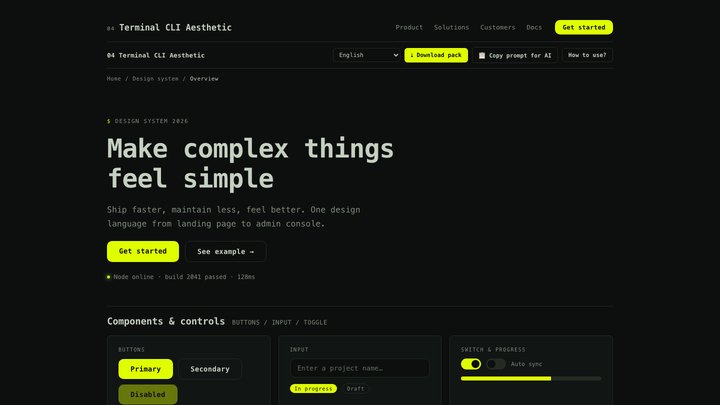 04 Terminal CLI Aesthetic
Product Solutions Customers Docs Get started
04 Terminal CLI Aesthetic
English ↓ Download pack 📋 Copy prompt for AI How to use?
Home / Design system / Overview
$ DESIGN SYSTEM 2026
Make complex things
feel simple
Ship faster, maintain less, feel better. One design
language from landing page to admin console.
Get started See example →
Node online · build 2041 passed · 128ms
Components & controls BUTTONS / INPUT / TOGGLE
BUTTONS
Primary Secondary
Disabled
INPUT
Enter a project name…
In progress Draft
SWITCH & PROGRESS
Auto sync